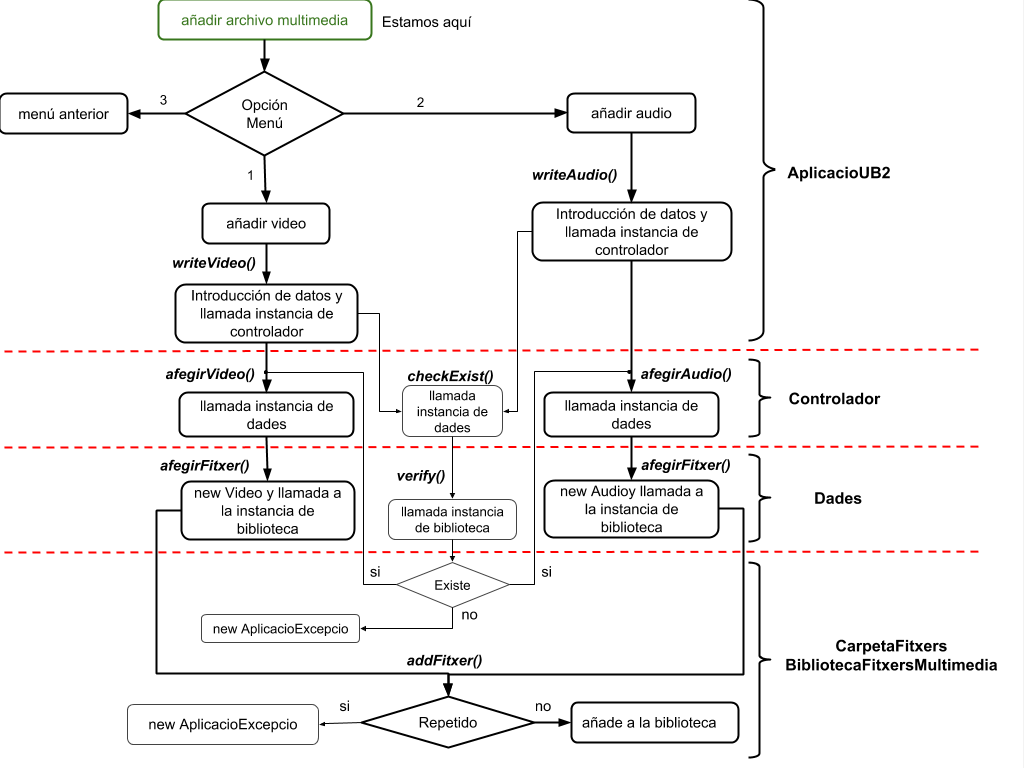 añadir archivo multimedia
Estamos aquí
Opción
Menú
3
menú anterior
2
añadir audio
1
AplicacioUB2
writeAudio()
añadir video
Introducción de datos y
llamada instancia de
controlador
writeVideo()
Introducción de datos y
llamada instancia de
controlador
afegirVideo()
checkExist()
afegirAudio()
llamada instancia de
dades
llamada
instancia de
dades
llamada instancia de
dades
Controlador
afegirFitxer()
verify()
afegirFitxer()
new Video y llamada a
la instancia de
biblioteca
llamada instancia
de biblioteca
new Audioy llamada a
la instancia de
biblioteca
Dades
si
Existe
si
no
new AplicacioExcepcio
CarpetaFitxers
BibliotecaFitxersMultimedia
addFitxer()
si
Repetido
no
new AplicacioExcepcio
añade a la biblioteca